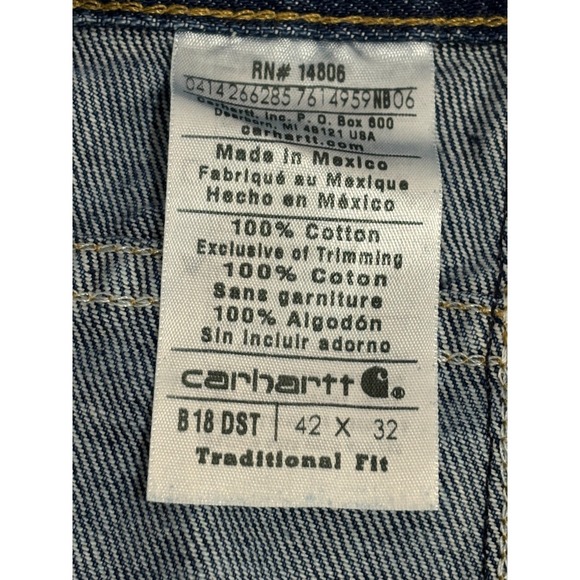 RN# 14806
0414266285 7614959NB06
Carhartt, Inc. P. O. Box 600
Dearborn, MI 48121 USA
carhartt.com
Made in Mexico
Fabriqué au Mexique
Hecho en México
100% Cotton
Exclusive of Trimming
100% Coton
Sans garniture
100% Algodón
Sin incluir adorno
carhartt ®
B18 DST | 42 X 32
Traditional Fit